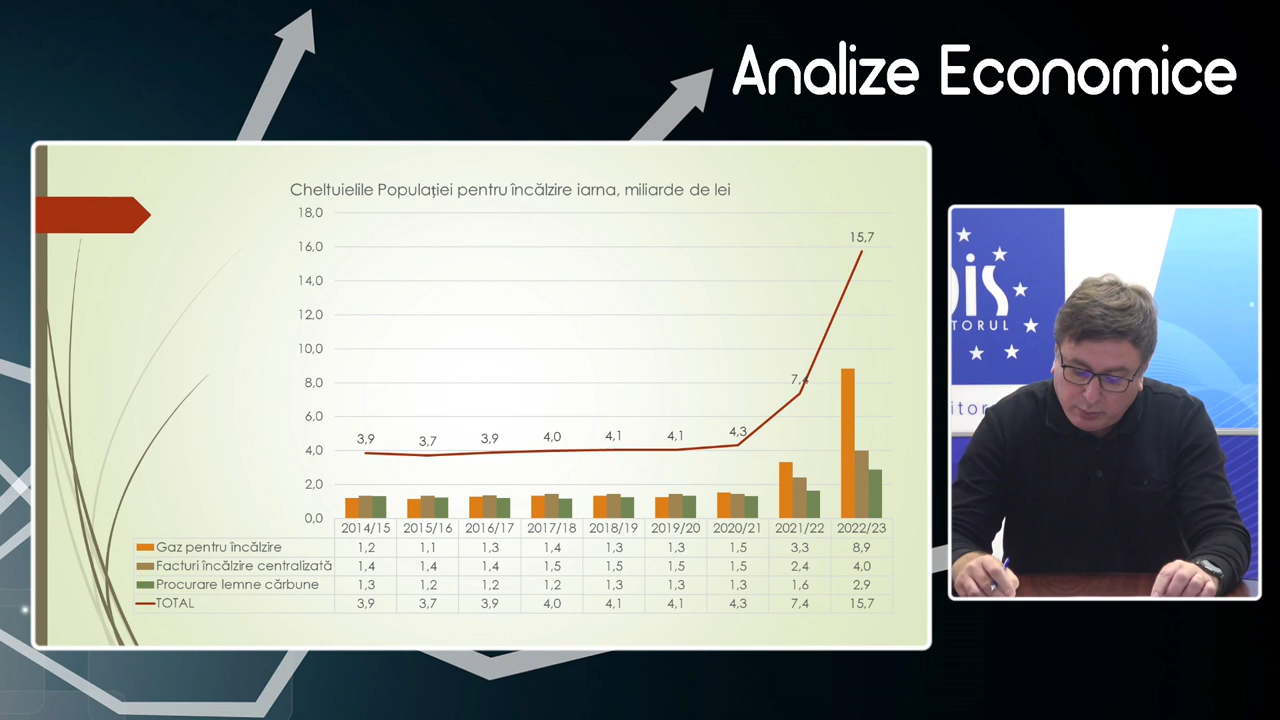 Analize Economice
Cheltuielile Populației pentru încălzire iarna, miliarde de lei
18,0
16,0
14,0
12,0
10,0
8,0
6,0
4,0
2,0
0,0
3,9 3,7 3,9 4,0 4,1 4,1 4,3 7,4 15,7
2014/15 2015/16 2016/17 2017/18 2018/19 2019/20 2020/21 2021/22 2022/23
Gaz pentru încălzire 1,2 1,1 1,3 1,4 1,3 1,3 1,5 3,3 8,9
Facturi încălzire centralizată 1,4 1,4 1,4 1,5 1,5 1,5 1,5 2,4 4,0
Procurare lemne cărbune 1,3 1,2 1,2 1,2 1,3 1,3 1,3 1,6 2,9
TOTAL 3,9 3,7 3,9 4,0 4,1 4,1 4,3 7,4 15,7
TORUL